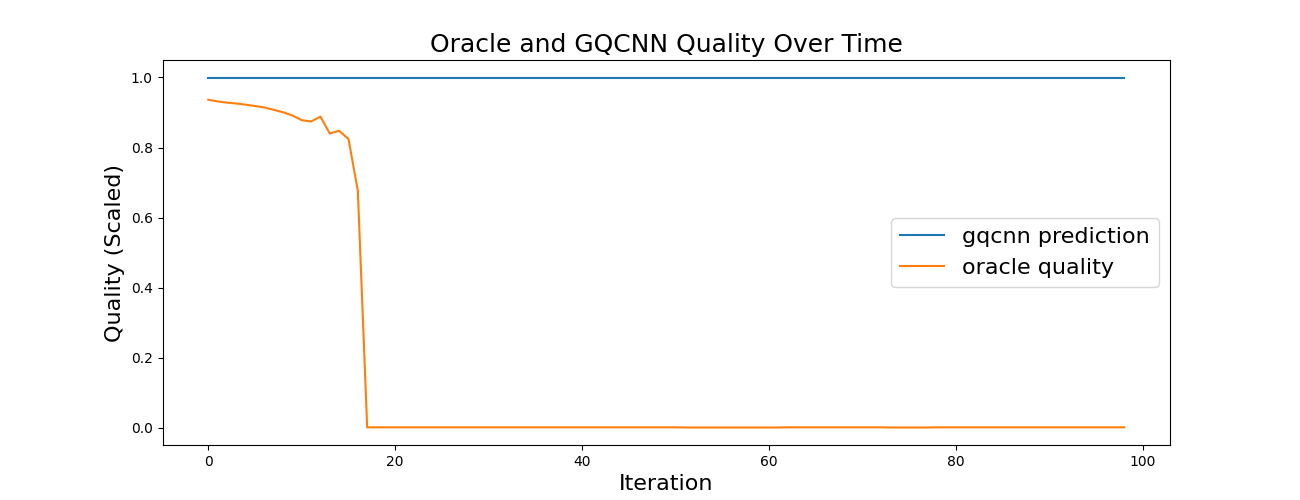 Oracle and GQCNN Quality Over Time
Quality (Scaled)
1.0
0.8
0.6
0.4
0.2
0.0
gqcnn prediction
oracle quality
0 20 40 60 80 100
Iteration